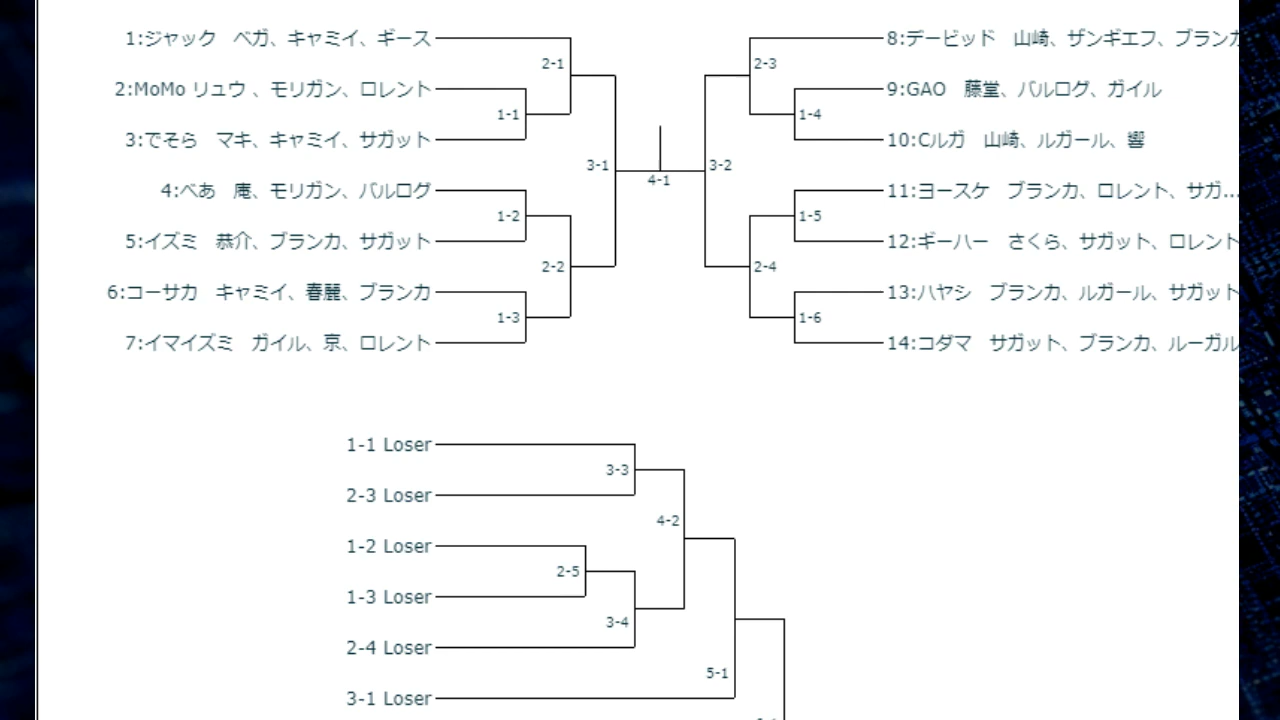 1:ジャック　ベガ、キャミイ、ギース
2:MoMo リュウ 、モリガン、ロレント
3:でそら　マキ、キャミイ、サガット
4:べあ　庵、モリガン、バルログ
5:イズミ　恭介、ブランカ、サガット
6:コーサカ　キャミイ、春麗、ブランカ
7:イマイズミ　ガイル、京、ロレント
2-1
1-1
3-1
1-2
2-2
1-3
4-1
2-3
1-4
3-2
1-5
2-4
1-6
8:デービッド　山崎、ザンギエフ、ブランカ
9:GAO　藤堂、バルログ、ガイル
10:Cルガ　山崎、ルガール、響
11:ヨースケ　ブランカ、ロレント、サガ...
12:ギーハー　さくら、サガット、ロレント
13:ハヤシ　ブランカ、ルガール、サガット
14:コダマ　サガット、ブランカ、ルーガル
1-1 Loser
3-3
2-3 Loser
4-2
1-2 Loser
2-5
1-3 Loser
3-4
2-4 Loser
5-1
3-1 Loser